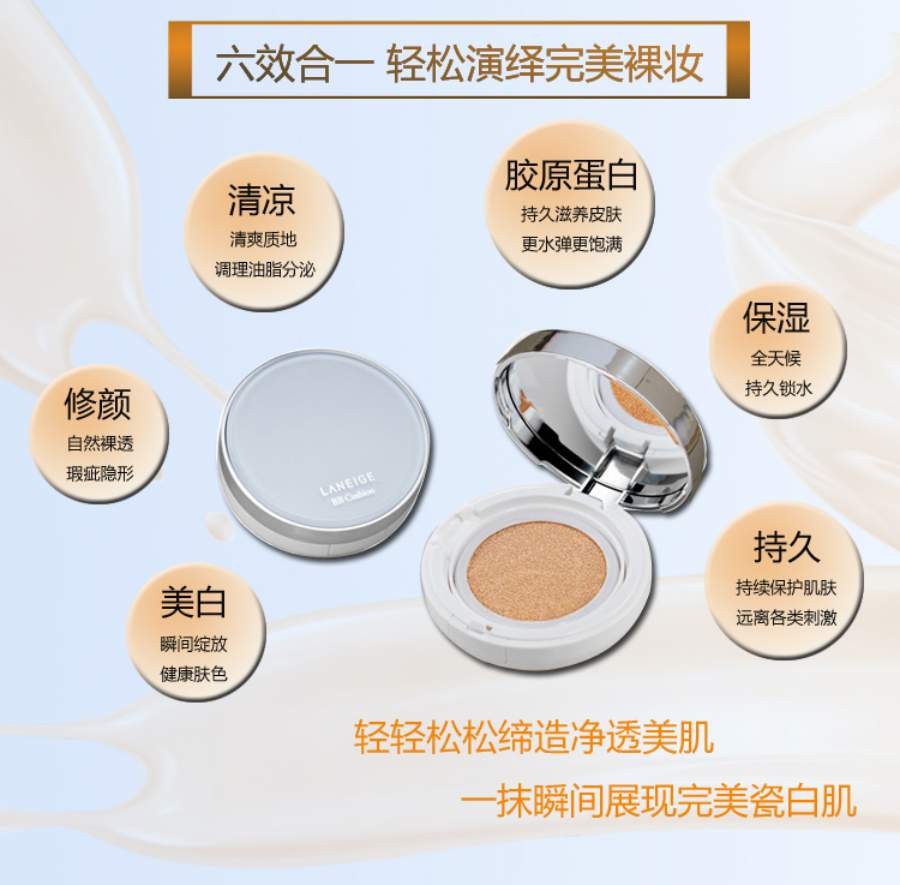 六效合一 轻松演绎完美裸妆
清凉
清爽质地
调理油脂分泌
胶原蛋白
持久滋养皮肤
更水弹更饱满
保湿
全天候
持久锁水
修颜
自然裸透
瑕疵隐形
LANEIGE
BB Cushion
持久
持续保护肌肤
远离各类刺激
美白
瞬间绽放
健康肤色
轻轻松松缔造净透美肌
一抹瞬间展现完美瓷白肌